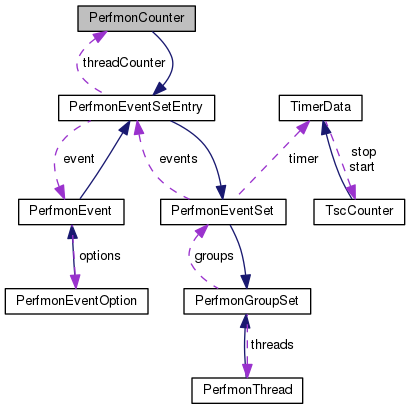 PerfmonCounter
threadCounter
PerfmonEventSetEntry
TimerData
event
events
timer
stop
start
PerfmonEvent
PerfmonEventSet
TscCounter
options
groups
PerfmonEventOption
PerfmonGroupSet
threads
PerfmonThread